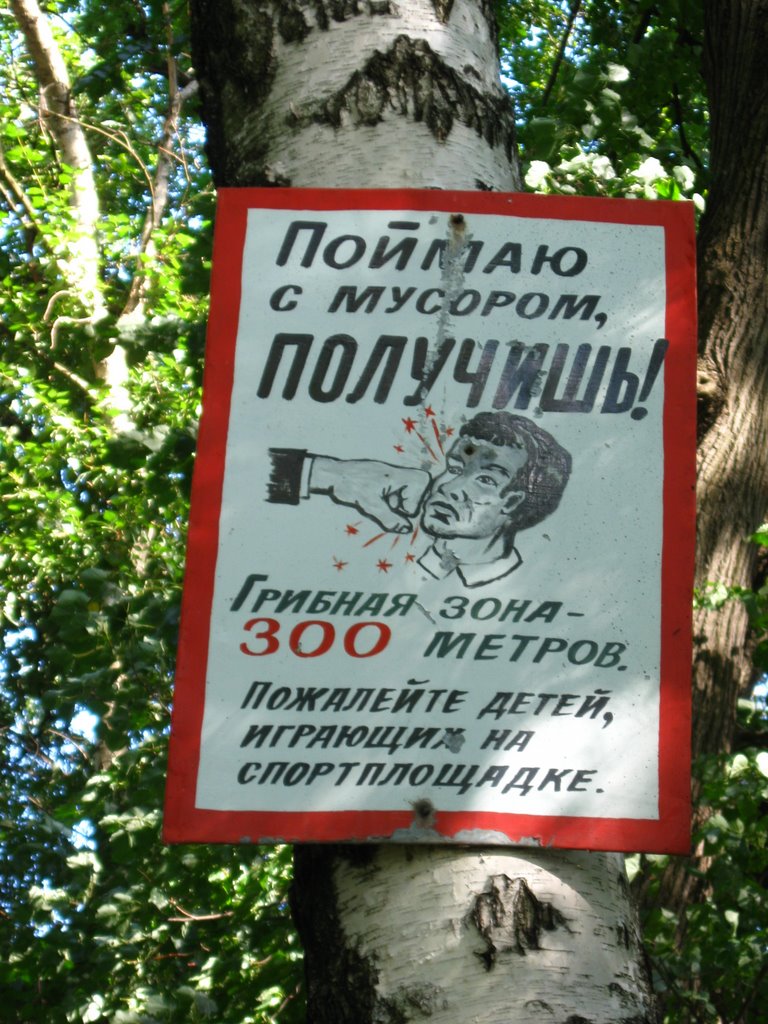 Поймаю
с мусором,
получишь!
Грибная зона-
300 метров.
Пожалейте детей,
играющих на
спортплощадке.